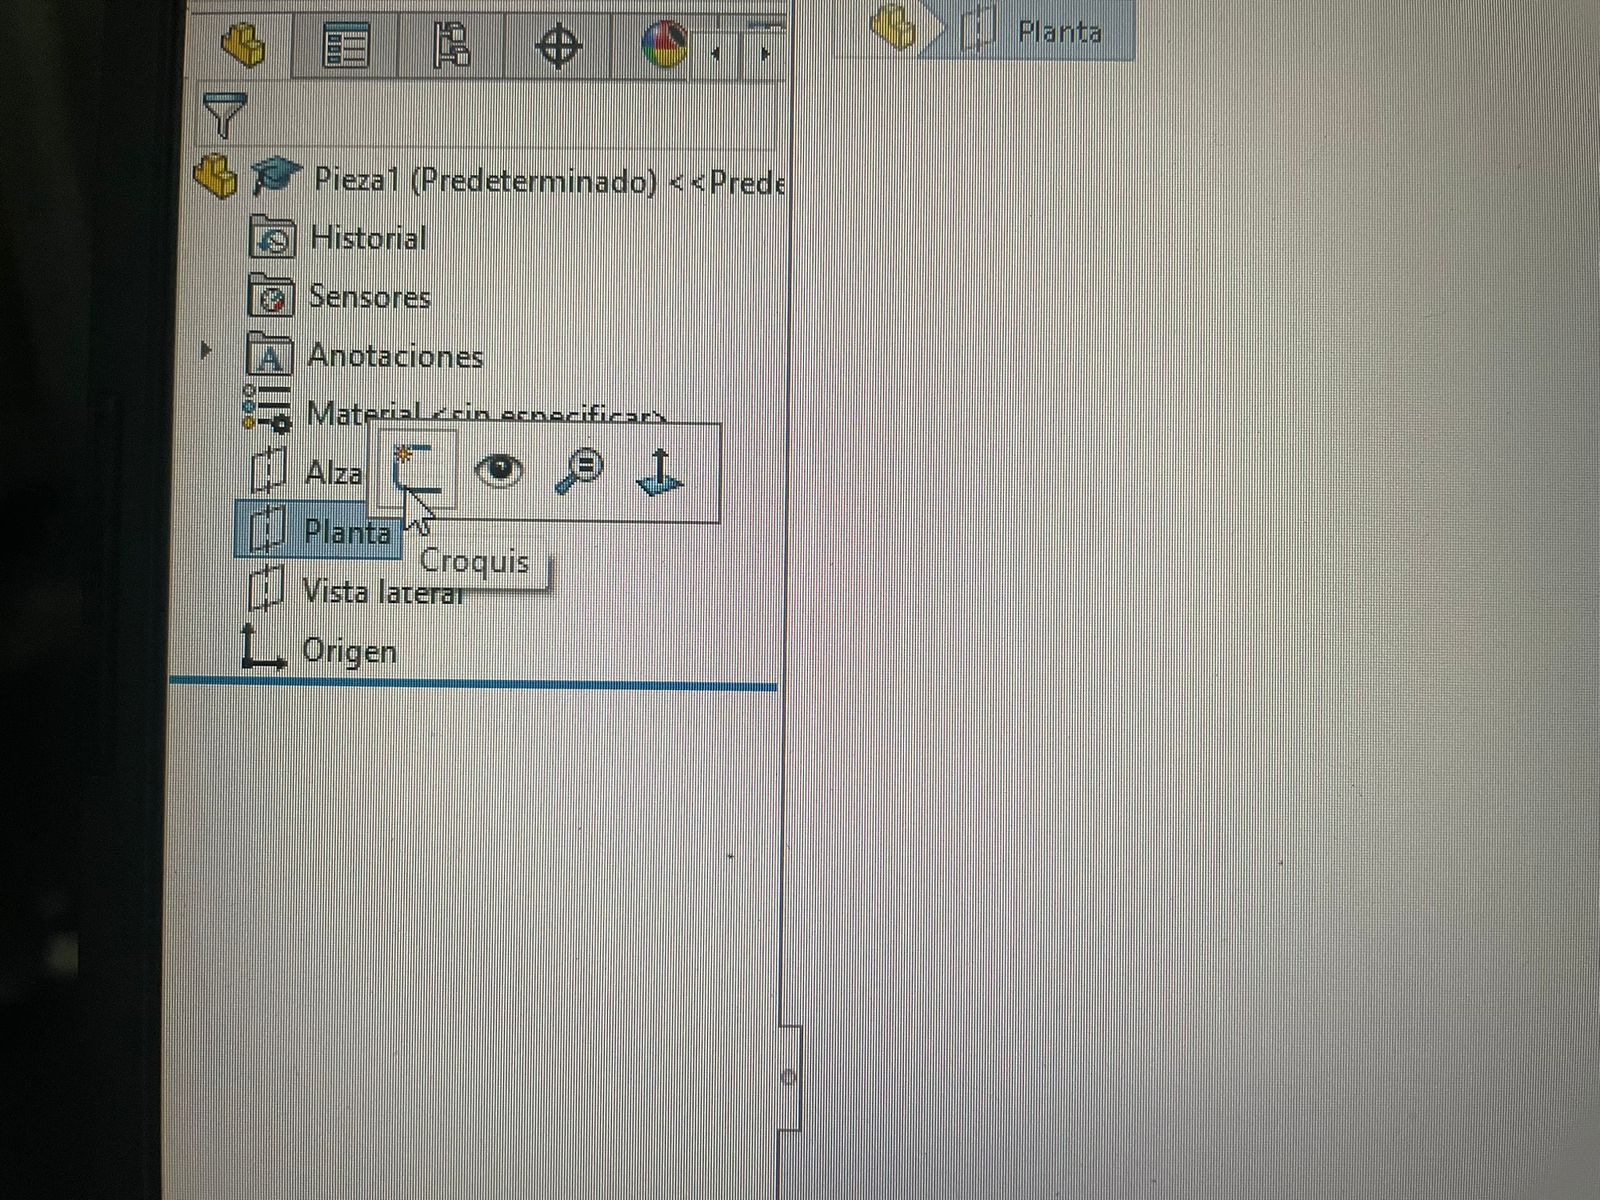 Planta
Pieza1 (Predeterminado) <<Prede
Historial
Sensores
Anotaciones
Material <sin especificar>
Alza
Planta
Croquis
Vista lateral
Origen